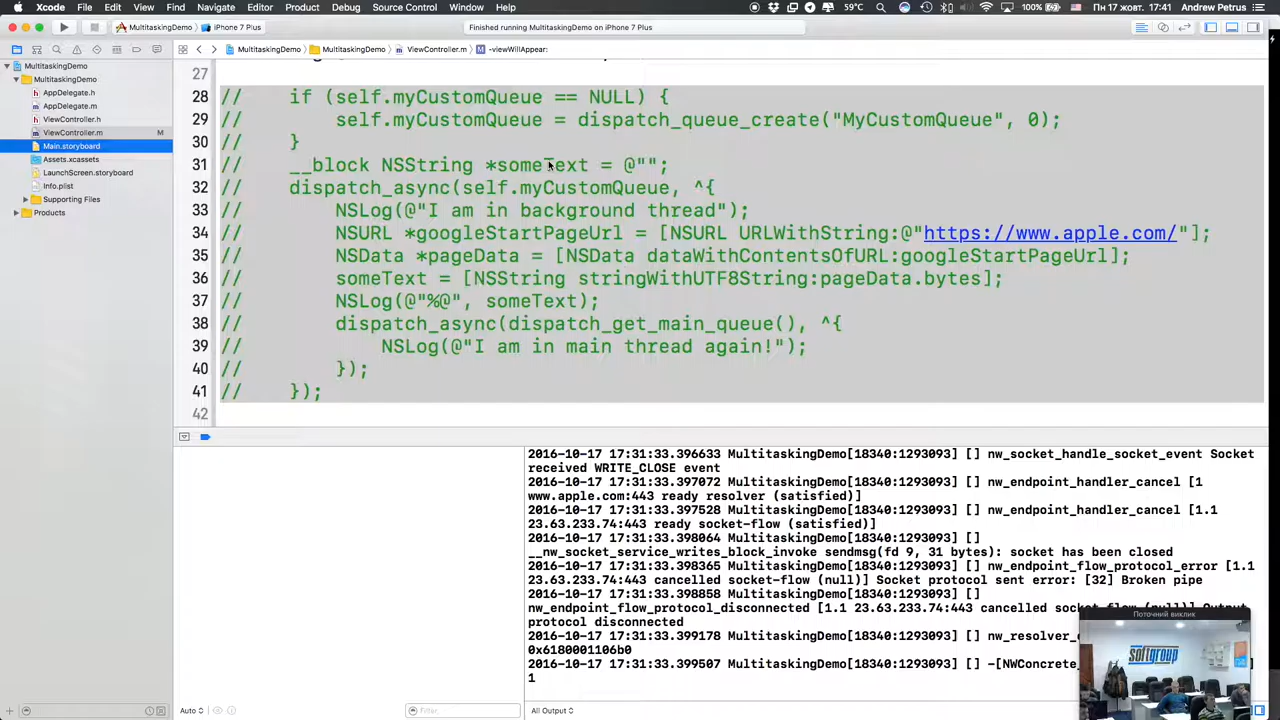 Xcode File Edit View Find Navigate Editor Product Debug Source Control Window Help
100% Пн 17 жовт. 17:41 Andrew Petrus
MultitaskingDemo iPhone 7 Plus
Finished running MultitaskingDemo on iPhone 7 Plus
MultitaskingDemo MultitaskingDemo ViewController.m M -viewWillAppear:
MultitaskingDemo
MultitaskingDemo
AppDelegate.h
AppDelegate.m
ViewController.h
ViewController.m M
Main.storyboard
Assets.xcassets
LaunchScreen.storyboard
Info.plist
Supporting Files
Products
27
28 // if (self.myCustomQueue == NULL) {
29 // self.myCustomQueue = dispatch_queue_create("MyCustomQueue", 0);
30 // }
31 // __block NSString *someText = @"";
32 // dispatch_async(self.myCustomQueue, ^{
33 // NSLog(@"I am in background thread");
34 // NSURL *googleStartPageUrl = [NSURL URLWithString:@"https://www.apple.com/"];
35 // NSData *pageData = [NSData dataWithContentsOfURL:googleStartPageUrl];
36 // someText = [NSString stringWithUTF8String:pageData.bytes];
37 // NSLog(@"%@", someText);
38 // dispatch_async(dispatch_get_main_queue(), ^{
39 // NSLog(@"I am in main thread again!");
40 // });
41 // });
42
2016-10-17 17:31:33.396633 MultitaskingDemo[18340:1293093] [] nw_socket_handle_socket_event Socket
received WRITE_CLOSE event
2016-10-17 17:31:33.397072 MultitaskingDemo[18340:1293093] [] nw_endpoint_handler_cancel [1
www.apple.com:443 ready resolver (satisfied)]
2016-10-17 17:31:33.397528 MultitaskingDemo[18340:1293093] [] nw_endpoint_handler_cancel [1.1
23.63.233.74:443 ready socket-flow (satisfied)]
2016-10-17 17:31:33.398064 MultitaskingDemo[18340:1293093] []
__nw_socket_service_writes_block_invoke sendmsg(fd 9, 31 bytes): socket has been closed
2016-10-17 17:31:33.398365 MultitaskingDemo[18340:1293093] [] nw_endpoint_flow_protocol_error [1.1
23.63.233.74:443 cancelled socket-flow (null)] Socket protocol sent error: [32] Broken pipe
2016-10-17 17:31:33.398858 MultitaskingDemo[18340:1293093] []
nw_endpoint_flow_protocol_disconnected [1.1 23.63.233.74:443 cancelled socket-flow (null)] Output
protocol disconnected
2016-10-17 17:31:33.399178 MultitaskingDemo[18340:1293093] [] nw_resolver_
0x6180001106b0
2016-10-17 17:31:33.399507 MultitaskingDemo[18340:1293093] [] -[NWConcrete_
1
Поточний виклик
softgroup
Auto Filter All Output